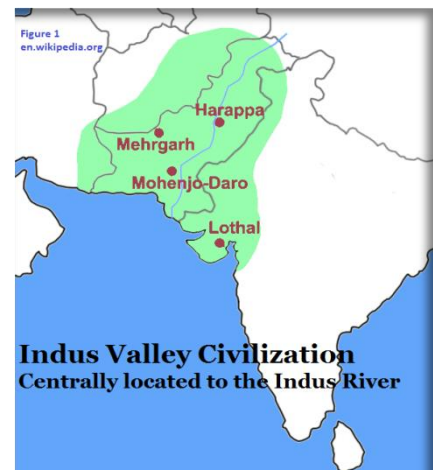 Figure 1
en.wikipedia.org
Harappa
Mehrgarh
Mohenjo-Daro
Lothal
Indus Valley Civilization
Centrally located to the Indus River